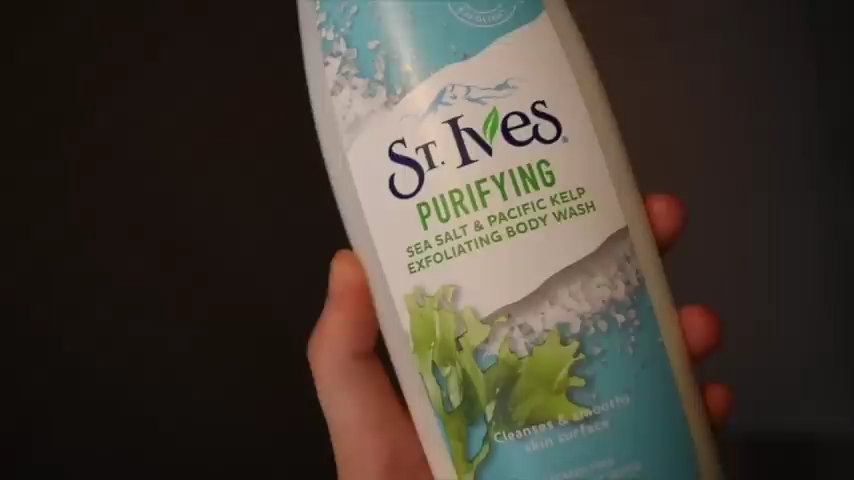 ST. IVES
PURIFYING
SEA SALT & PACIFIC KELP
EXFOLIATING BODY WASH
Cleanses & smooths
skin surface